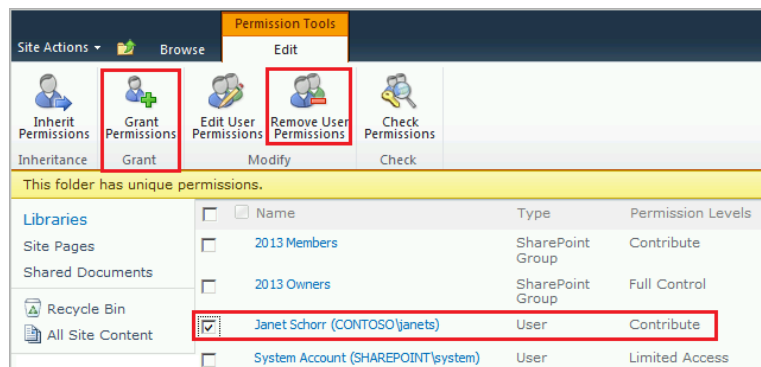 Permission Tools
Site Actions Browse Edit
Inherit Permissions
Grant Permissions
Edit User Permissions
Remove User Permissions
Check Permissions
Inheritance Grant Modify Check
This folder has unique permissions.
Libraries
Site Pages
Shared Documents
Recycle Bin
All Site Content
Name Type Permission Levels
2013 Members SharePoint Group Contribute
2013 Owners SharePoint Group Full Control
Janet Schorr (CONTOSO\janets) User Contribute
System Account (SHAREPOINT\system) User Limited Access